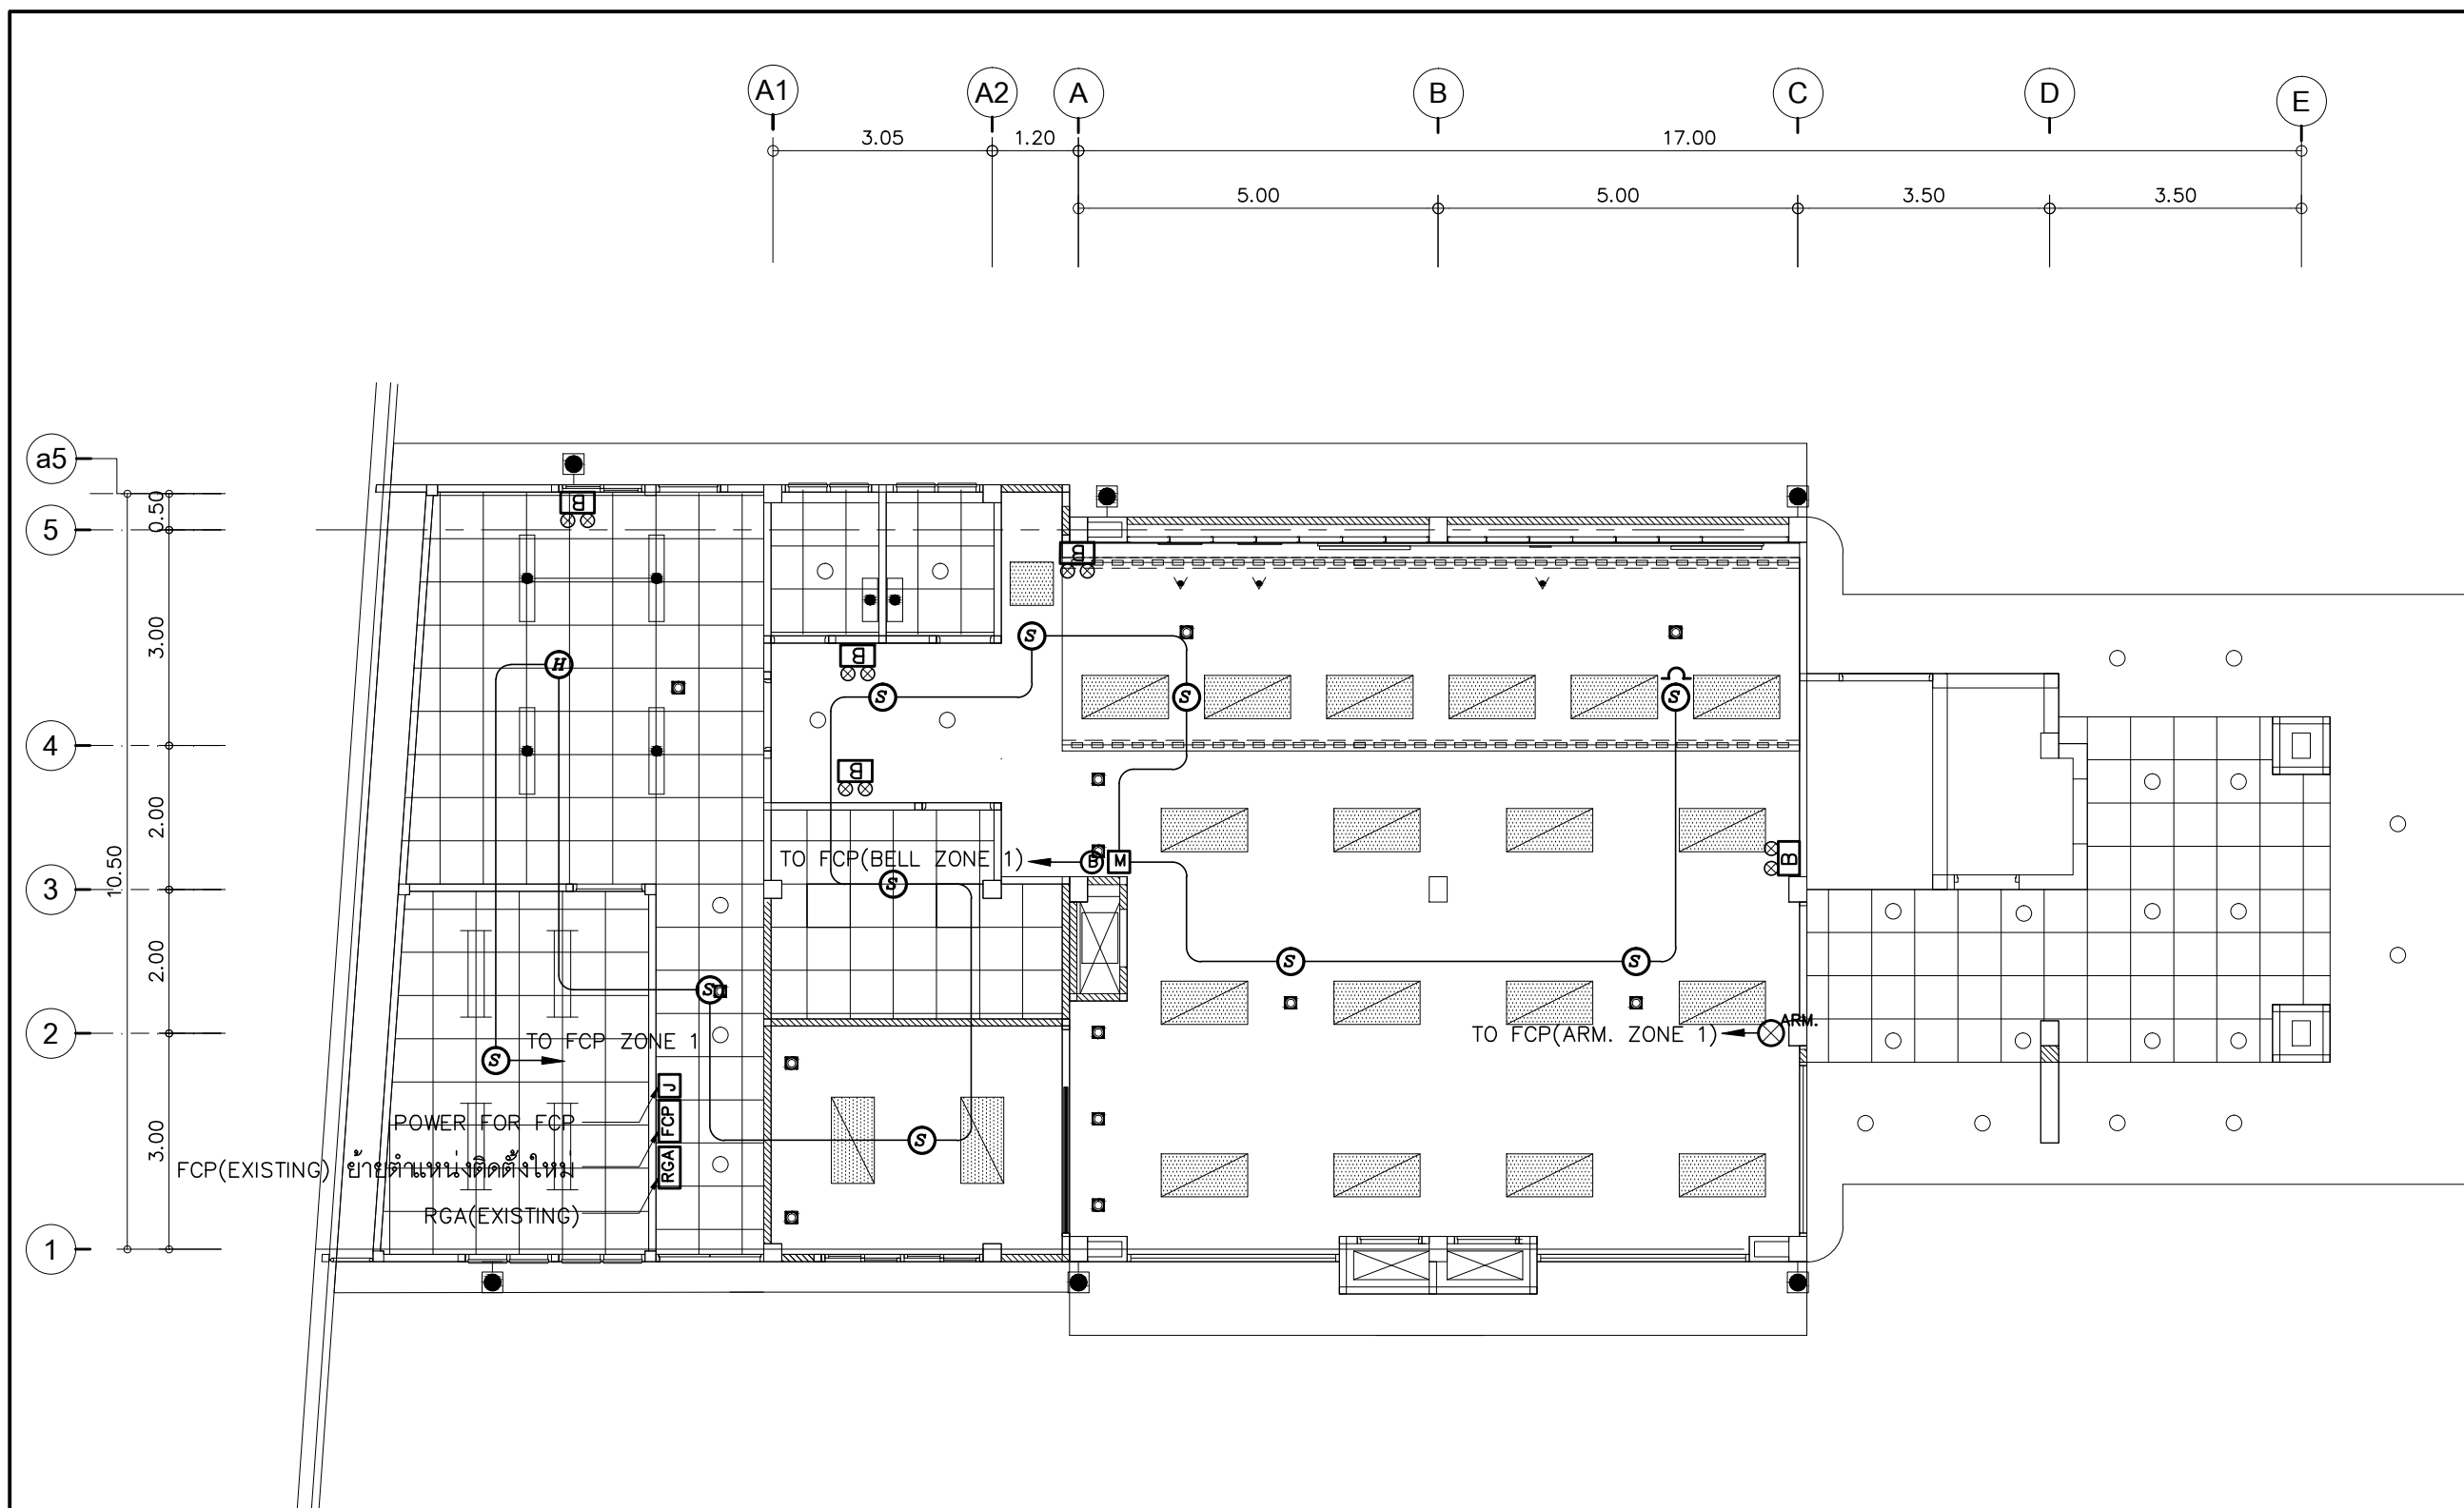 A1 A2 A B C D E
3.05 1.20 17.00
5.00 5.00 3.50 3.50
a5
0.50
5
B
B
3.00
S
H
B
S S S
4
B
2.00
10.50
TO FCP(BELL ZONE 1) B M
B
3
S
2.00
S S
S
ARM.
2
TO FCP(ARM. ZONE 1)
TO FCP ZONE 1
S
J
POWER FOR FCP
FCP
3.00
S
FCP(EXISTING) ย้ายตำแหน่งติดตั้งใหม่
RGA
RGA(EXISTING)
1